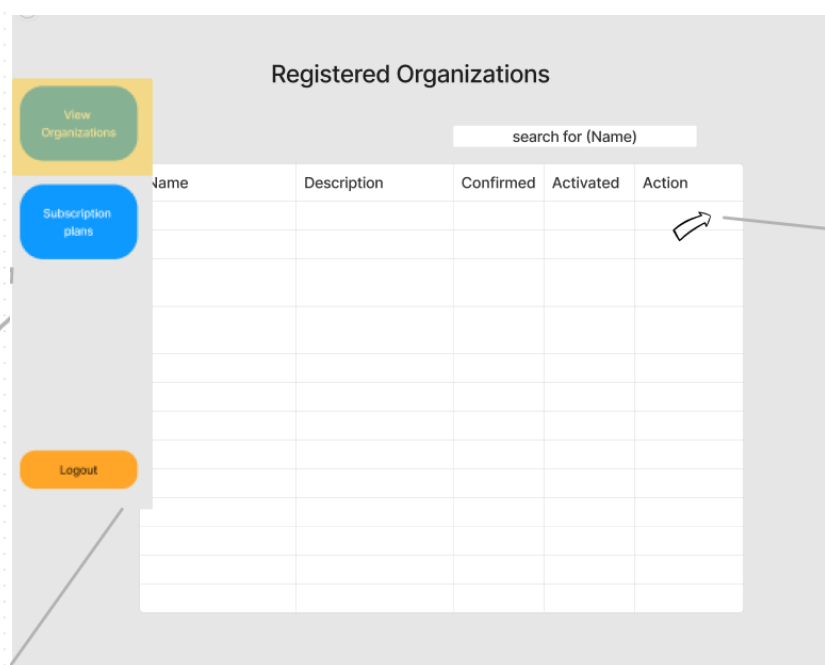 Registered Organizations
View
Organizations
search for (Name)
Name Description Confirmed Activated Action
Subscription
plans
Logout